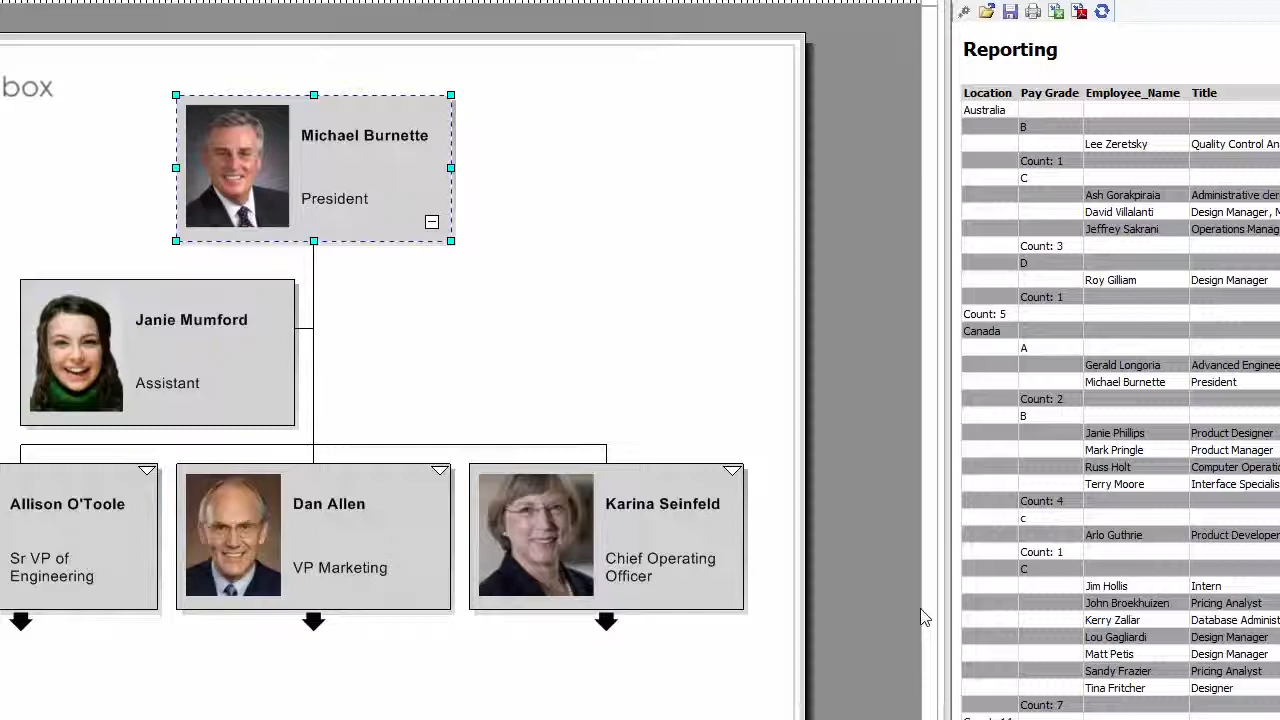 box
Michael Burnette
President
Janie Mumford
Assistant
Allison O'Toole
Sr VP of
Engineering
Dan Allen
VP Marketing
Karina Seinfeld
Chief Operating
Officer
Reporting
Location Pay Grade Employee_Name Title
Australia
B
Lee Zeretsky Quality Control An
Count: 1
C
Ash Gorakpiraia Administrative cler
David Villalanti Design Manager, M
Jeffrey Sakrani Operations Manag
Count: 3
D
Roy Gilliam Design Manager
Count: 1
Count: 5
Canada
A
Gerald Longoria Advanced Enginee
Michael Burnette President
Count: 2
B
Janie Phillips Product Designer
Mark Pringle Product Manager
Russ Holt Computer Operatio
Terry Moore Interface Specialis
Count: 4
c
Arlo Guthrie Product Developer
Count: 1
C
Jim Hollis Intern
John Broekhuizen Pricing Analyst
Kerry Zallar Database Administ
Lou Gagliardi Design Manager
Matt Petis Design Manager
Sandy Frazier Pricing Analyst
Tina Fritcher Designer
Count: 7